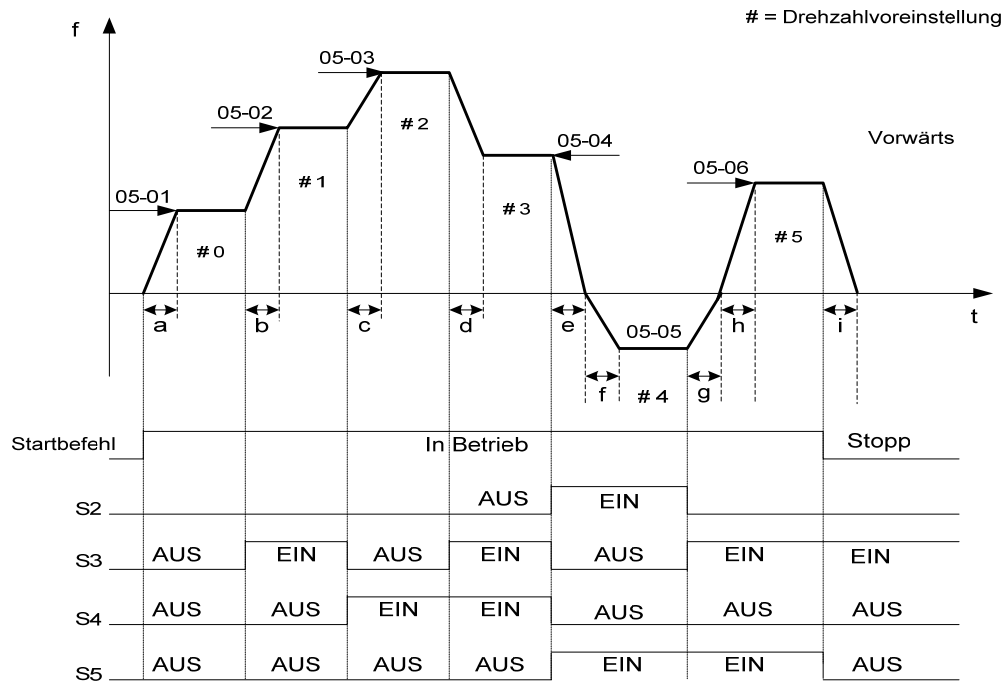 # = Drehzahlvoreinstellung
f
05-03
05-02
#2
05-04
Vorwärts
05-06
05-01
#1
#3
#5
#0
t
a b c d e h i
05-05
f g
#4
Startbefehl In Betrieb Stopp
S2 AUS EIN
S3 AUS EIN AUS EIN AUS EIN EIN
S4 AUS AUS EIN EIN AUS AUS AUS
S5 AUS AUS AUS AUS EIN EIN AUS